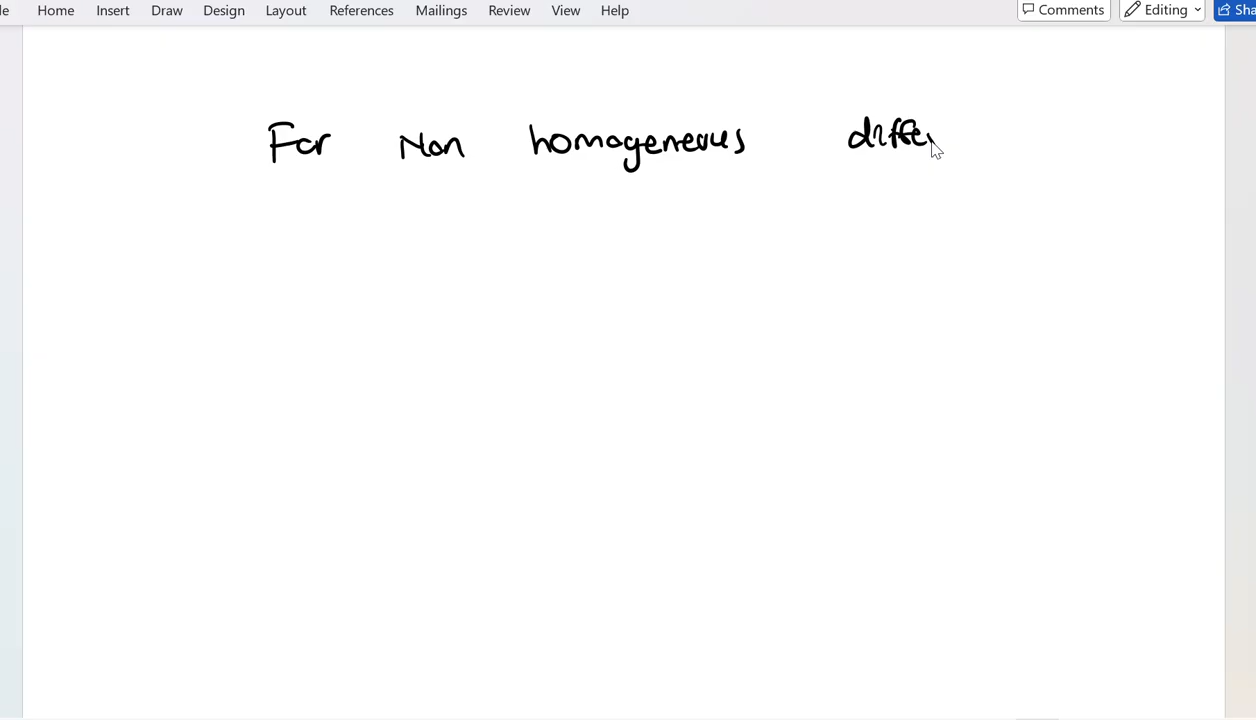 Home Insert Draw Design Layout References Mailings Review View Help Comments Editing
For Non homogeneous diffe